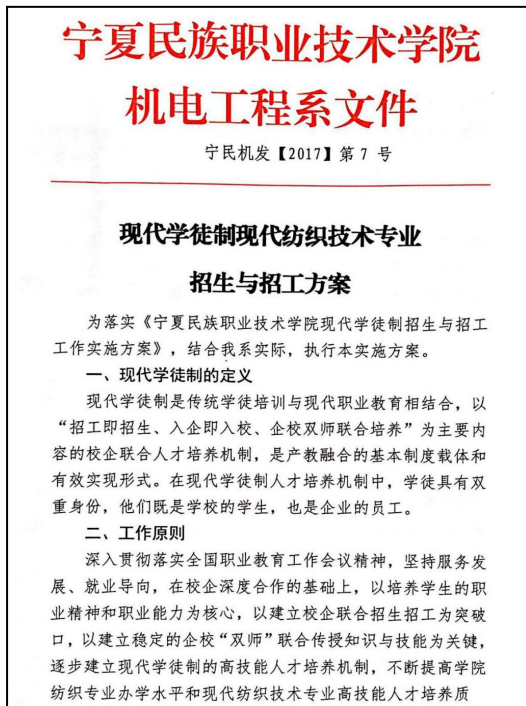 宁夏民族职业技术学院
机电工程系文件
宁民机发【2017】第 7 号
现代学徒制现代纺织技术专业
招生与招工方案
为落实《宁夏民族职业技术学院现代学徒制招生与招工
工作实施方案》，结合我系实际，执行本实施方案。
一、现代学徒制的定义
现代学徒制是传统学徒培训与现代职业教育相结合，以
“招工即招生、入企即入校、企校双师联合培养”为主要内
容的校企联合人才培养机制，是产教融合的基本制度载体和
有效实现形式。在现代学徒制人才培养机制中，学徒具有双
重身份，他们既是学校的学生，也是企业的员工。
二、工作原则
深入贯彻落实全国职业教育工作会议精神，坚持服务发
展、就业导向，在校企深度合作的基础上，以培养学生的职
业精神和职业能力为核心，以建立校企联合招生招工为突破
口，以建立稳定的企校“双师”联合传授知识与技能为关键，
逐步建立现代学徒制的高技能人才培养机制，不断提高学院
纺织专业办学水平和现代纺织技术专业高技能人才培养质